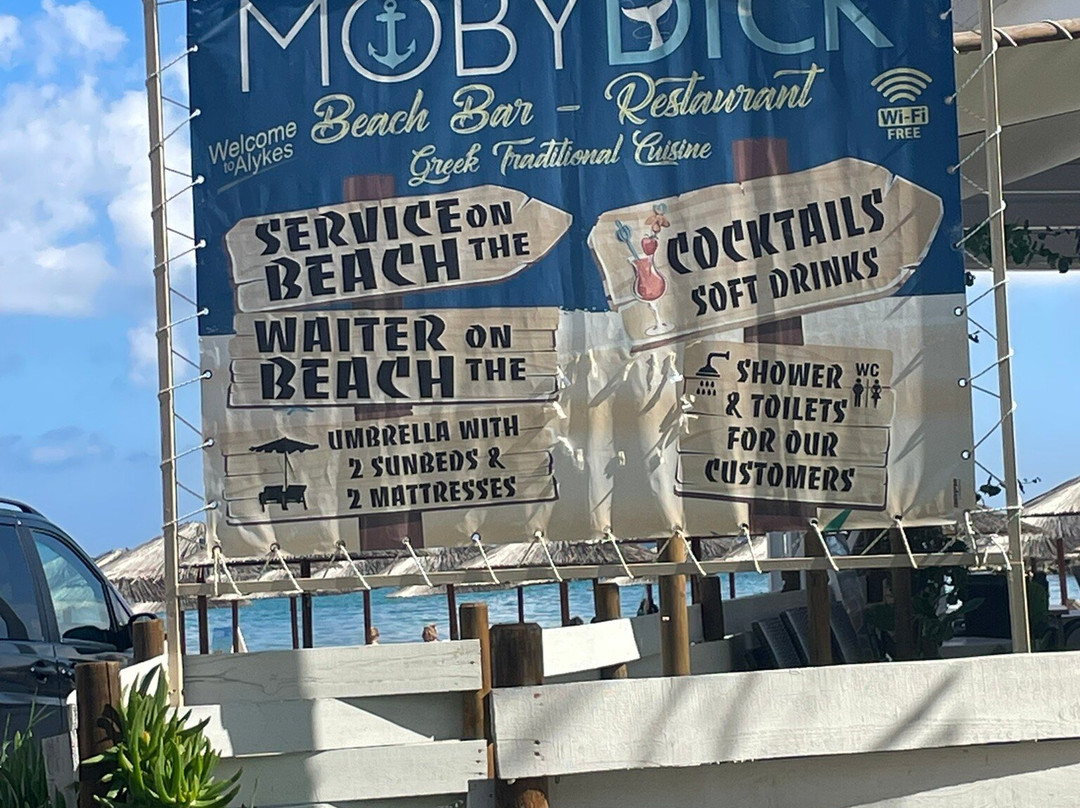 MOBY DICK
Beach Bar - Restaurant
Wi-Fi
FREE
Welcome
to Alykes
Greek Traditional Cuisine
SERVICE ON
BEACH THE
COCKTAILS
SOFT DRINKS
WAITER ON
BEACH THE
SHOWER
& TOILETS
FOR OUR
CUSTOMERS
WC
UMBRELLA WITH
2 SUNBEDS &
2 MATTRESSES